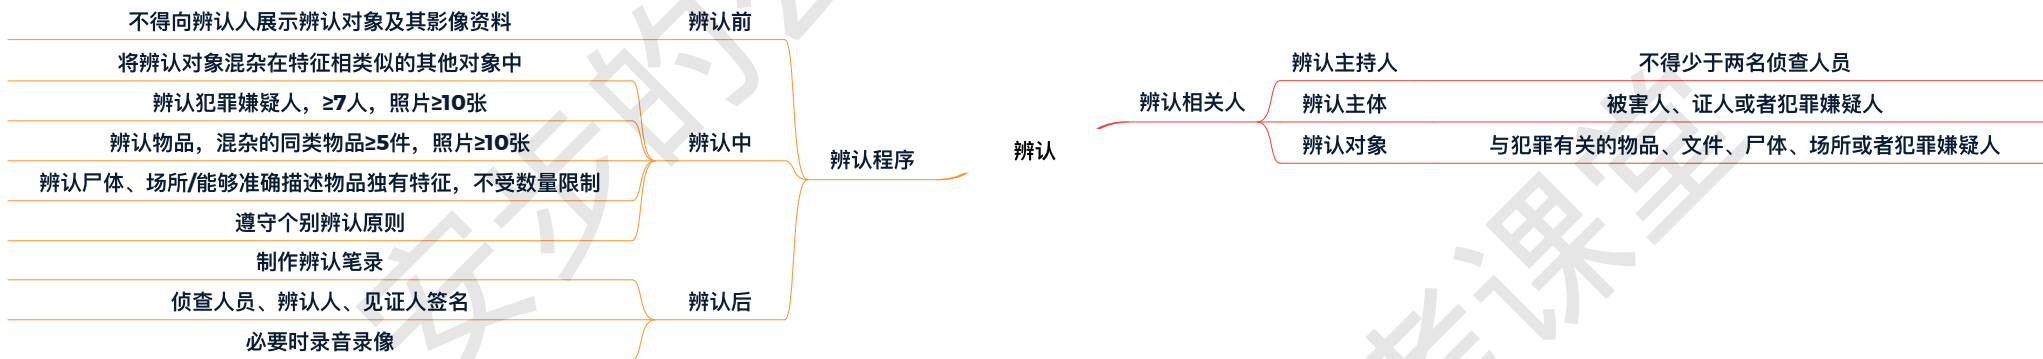 辨认
辨认相关人
辨认主持人
不得少于两名侦查人员
辨认主体
被害人、证人或者犯罪嫌疑人
辨认对象
与犯罪有关的物品、文件、尸体、场所或者犯罪嫌疑人
辨认程序
辨认前
不得向辨认人展示辨认对象及其影像资料
辨认中
将辨认对象混杂在特征相类似的其他对象中
辨认犯罪嫌疑人，≥7人，照片≥10张
辨认物品，混杂的同类物品≥5件，照片≥10张
辨认尸体、场所/能够准确描述物品独有特征，不受数量限制
遵守个别辨认原则
辨认后
制作辨认笔录
侦查人员、辨认人、见证人签名
必要时录音录像
安步的公
考课堂